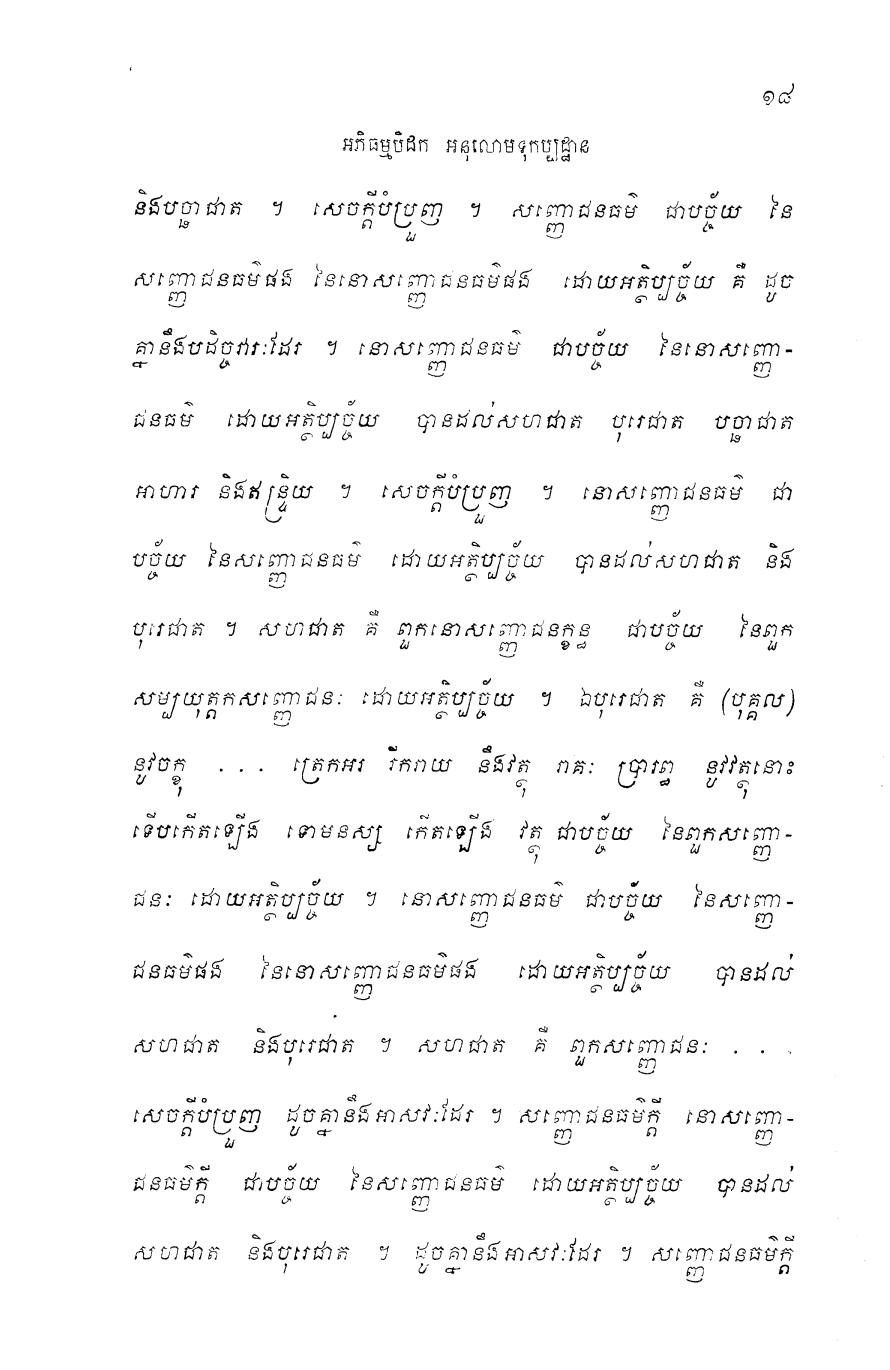 ១៨
អភិធម្មបិដក អនុលោមទុកប្បដ្ឋាន
និងបច្ឆាជាត ។ សេចក្តីបំប្រួញ ។ សញ្ញោជនធម៌ ជាបច្ច័យ នៃ
សញ្ញោជនធម៌ផង នៃនោសញ្ញោជនធម៌ផង ដោយអត្ថិប្បច្ច័យ គឺ ដូច
គ្នានឹងបដិច្ចវារៈដែរ ។ នោសញ្ញោជនធម៌ ជាបច្ច័យ នៃនោសញ្ញោ-
ជនធម៌ ដោយអត្ថិប្បច្ច័យ បានដល់សហជាត បុរេជាត បច្ឆាជាត
អាហារ និងឥន្ទ្រិយ ។ សេចក្តីបំប្រួញ ។ នោសញ្ញោជនធម៌ ជា
បច្ច័យ នៃសញ្ញោជនធម៌ ដោយអត្ថិប្បច្ច័យ បានដល់សហជាត និង
បុរេជាត ។ សហជាត គឺ ពួកនោសញ្ញោជនក្ខន្ធ ជាបច្ច័យ នៃពួក
សម្បយុត្តកសញ្ញោជនៈ ដោយអត្ថិប្បច្ច័យ ។ ឯបុរេជាត គឺ (បុគ្គល)
នូវចក្ខុ ... ត្រេកអរ រីករាយ នឹងវត្ថុ រាគៈ ប្រារព្ធ នូវវត្ថុនោះ
ទើបកើតឡើង ទោមនស្ស កើតឡើង វត្ថុ ជាបច្ច័យ នៃពួកសញ្ញោ-
ជនៈ ដោយអត្ថិប្បច្ច័យ ។ នោសញ្ញោជនធម៌ ជាបច្ច័យ នៃសញ្ញោ-
ជនធម៌ផង នៃនោសញ្ញោជនធម៌ផង ដោយអត្ថិប្បច្ច័យ បានដល់
សហជាត និងបុរេជាត ។ សហជាត គឺ ពួកសញ្ញោជនៈ ...
សេចក្តីបំប្រួញ ដូចគ្នានឹងអាសវៈដែរ ។ សញ្ញោជនធម៌ក្តី នោសញ្ញោ-
ជនធម៌ក្តី ជាបច្ច័យ នៃសញ្ញោជនធម៌ ដោយអត្ថិប្បច្ច័យ បានដល់
សហជាត និងបុរេជាត ។ ដូចគ្នានឹងអាសវៈដែរ ។ សញ្ញោជនធម៌ក្តី